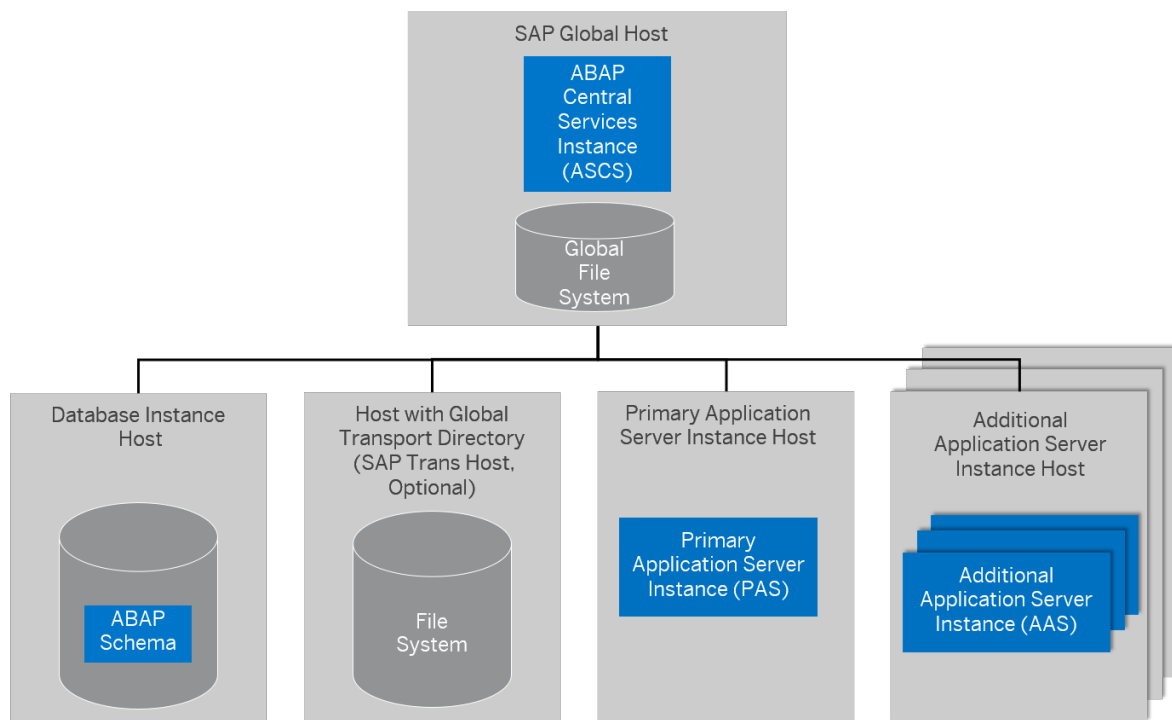 SAP Global Host
ABAP
Central
Services
Instance
(ASCS)
Global
File
System
Database Instance
Host
ABAP
Schema
Host with Global
Transport Directory
(SAP Trans Host,
Optional)
File
System
Primary Application
Server Instance Host
Primary
Application Server
Instance (PAS)
Additional
Application Server
Instance Host
Additional
Application Server
Instance (AAS)